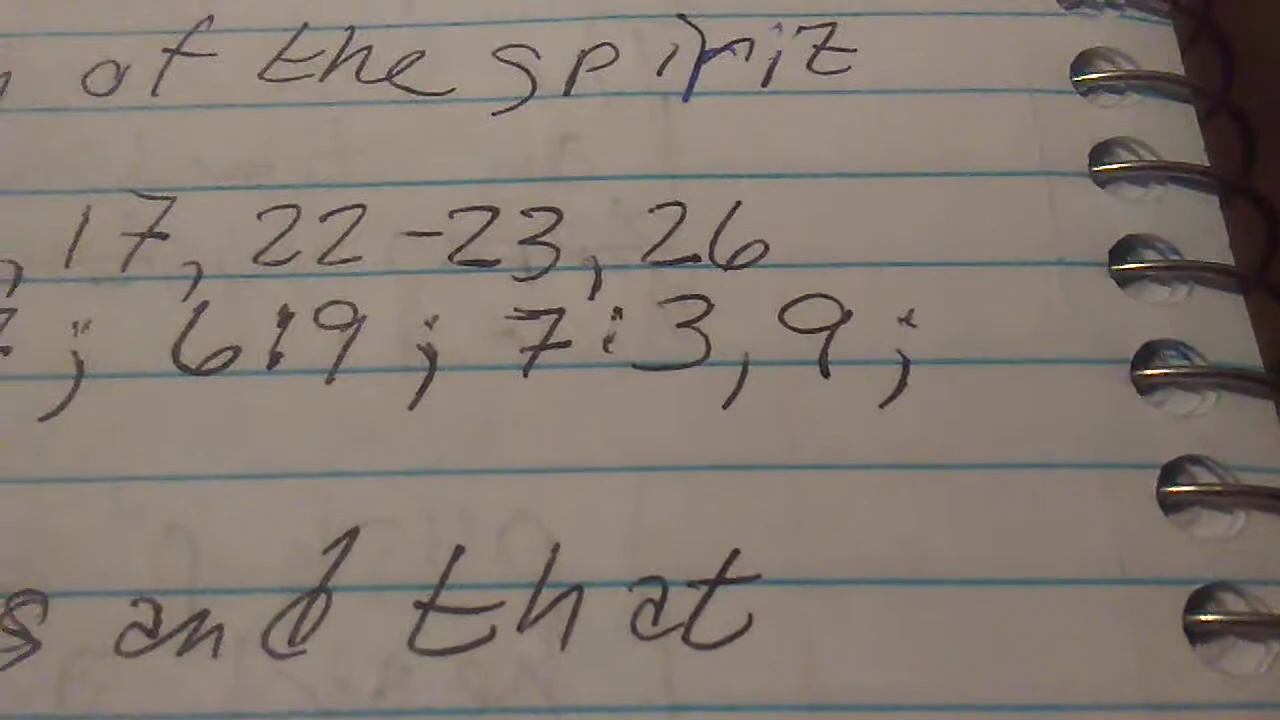 of the spirit
, 17, 22-23, 26
; 6:9; 7:3, 9;
s and that